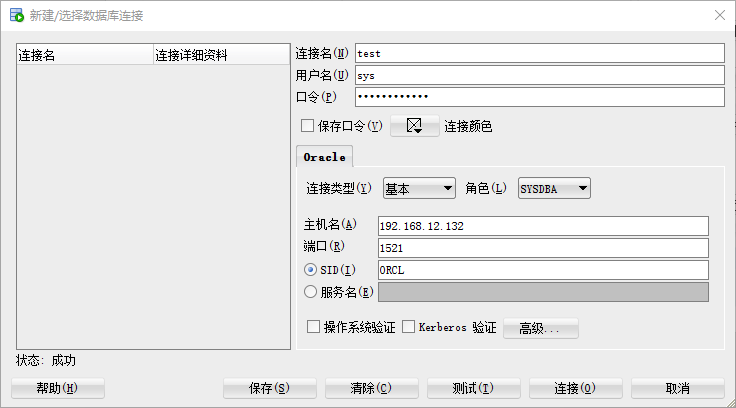 新建/选择数据库连接
连接名 连接详细资料
连接名(N) test
用户名(U) sys
口令(P) ••••••••••••
保存口令(V) 连接颜色
Oracle
连接类型(Y) 基本 角色(L) SYSDBA
主机名(A) 192.168.12.132
端口(R) 1521
SID(I) ORCL
服务名(E)
操作系统验证 Kerberos 验证 高级...
状态: 成功
帮助(H) 保存(S) 清除(C) 测试(T) 连接(O) 取消